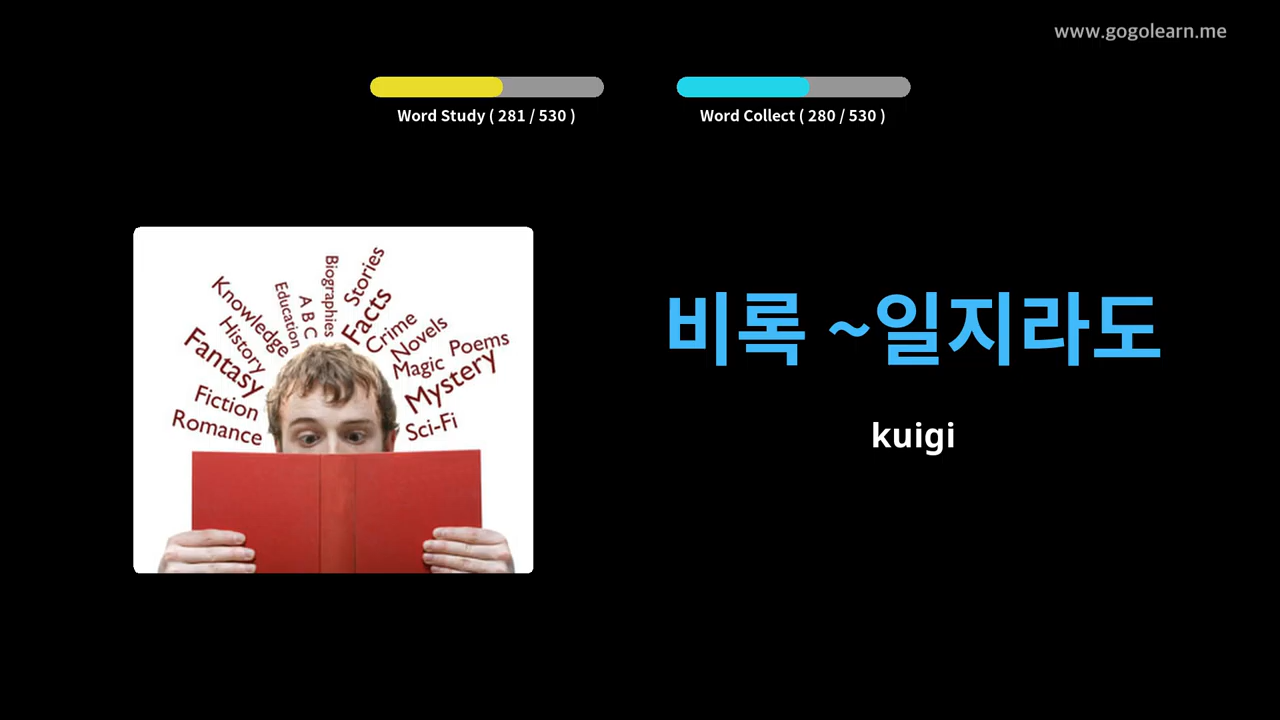 www.gogolearn.me
Word Study ( 281 / 530 )
Word Collect ( 280 / 530 )
비록 ~일지라도
kuigi
Knowledge
History
Fantasy
Fiction
Romance
Education
A B C
Biographies
Stories
Facts
Crime
Novels
Magic
Poems
Mystery
Sci-Fi